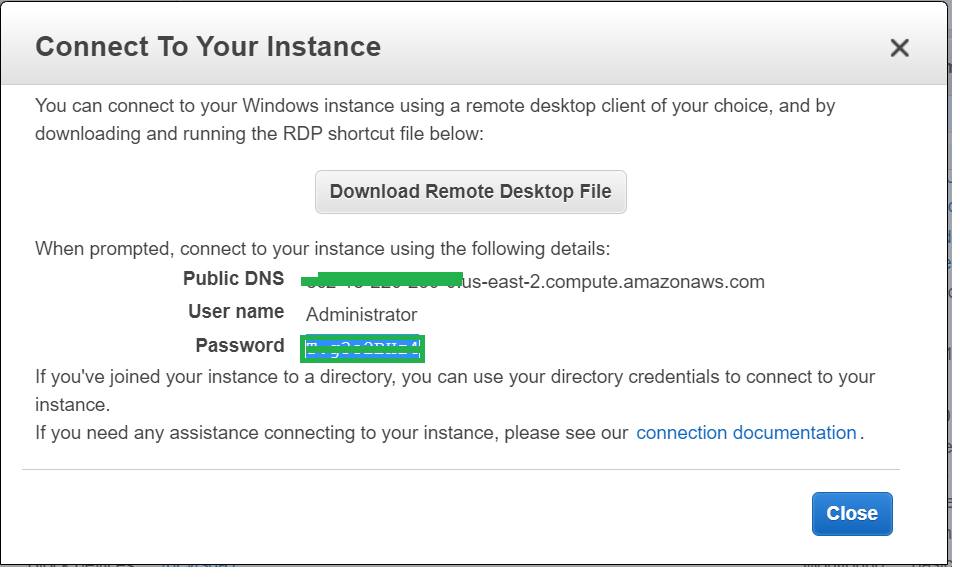 Connect To Your Instance
You can connect to your Windows instance using a remote desktop client of your choice, and by
downloading and running the RDP shortcut file below:
Download Remote Desktop File
When prompted, connect to your instance using the following details:
Public DNS us-east-2.compute.amazonaws.com
User name Administrator
Password
If you've joined your instance to a directory, you can use your directory credentials to connect to your
instance.
If you need any assistance connecting to your instance, please see our connection documentation.
Close